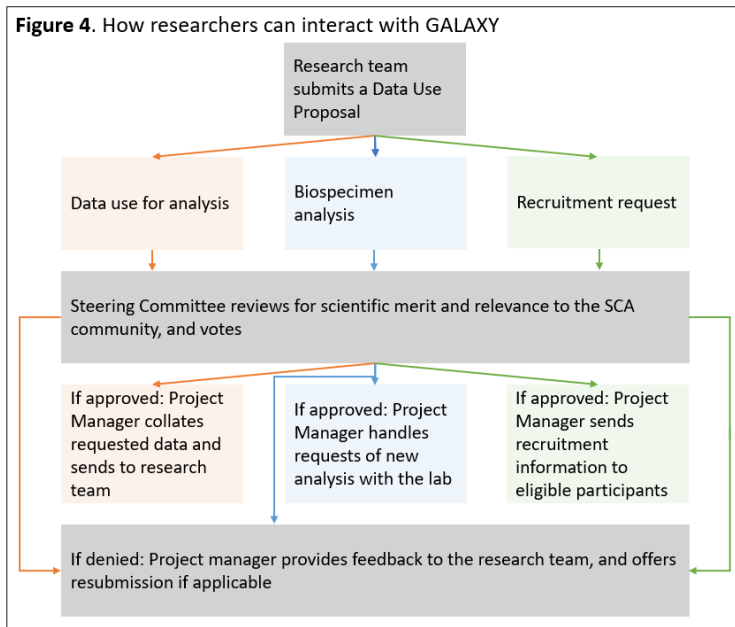 Figure 4. How researchers can interact with GALAXY
Research team
submits a Data Use
Proposal
Data use for analysis
Biospecimen
analysis
Recruitment request
Steering Committee reviews for scientific merit and relevance to the SCA
community, and votes
If approved: Project
Manager collates
requested data and
sends to research
team
If approved: Project
Manager handles
requests of new
analysis with the lab
If approved: Project
Manager sends
recruitment
information to
eligible participants
If denied: Project manager provides feedback to the research team, and offers
resubmission if applicable